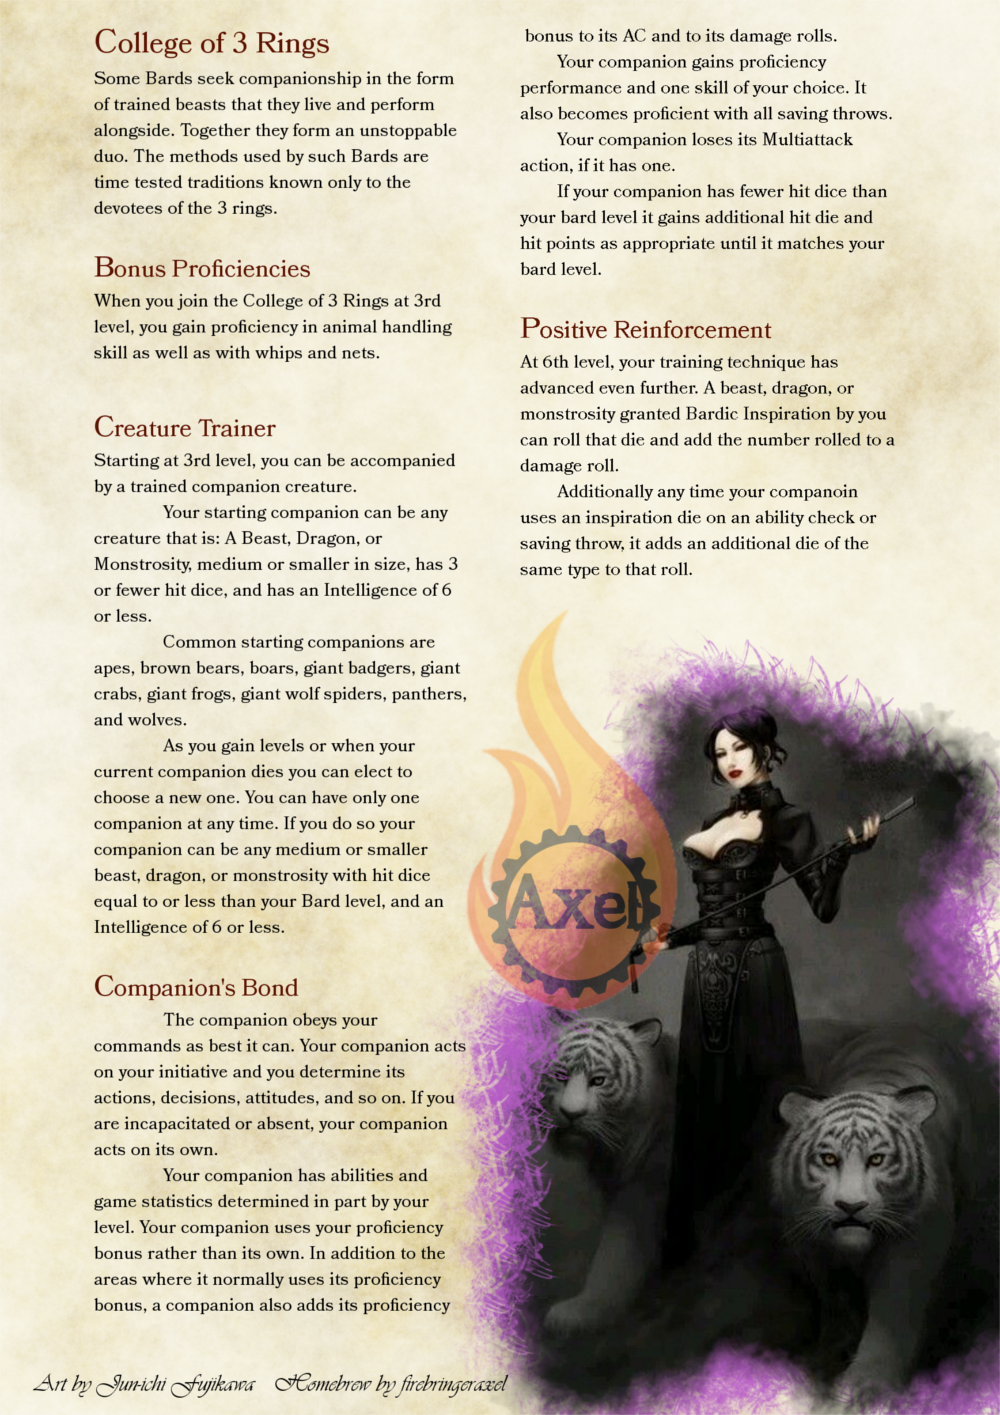 College of 3 Rings
Some Bards seek companionship in the form
of trained beasts that they live and perform
alongside. Together they form an unstoppable
duo. The methods used by such Bards are
time tested traditions known only to the
devotees of the 3 rings.
Bonus Proficiencies
When you join the College of 3 Rings at 3rd
level, you gain proficiency in animal handling
skill as well as with whips and nets.
Creature Trainer
Starting at 3rd level, you can be accompanied
by a trained companion creature.
Your starting companion can be any
creature that is: A Beast, Dragon, or
Monstrosity, medium or smaller in size, has 3
or fewer hit dice, and has an Intelligence of 6
or less.
Common starting companions are
apes, brown bears, boars, giant badgers, giant
crabs, giant frogs, giant wolf spiders, panthers,
and wolves.
As you gain levels or when your
current companion dies you can elect to
choose a new one. You can have only one
companion at any time. If you do so your
companion can be any medium or smaller
beast, dragon, or monstrosity with hit dice
equal to or less than your Bard level, and an
Intelligence of 6 or less.
Companion's Bond
The companion obeys your
commands as best it can. Your companion acts
on your initiative and you determine its
actions, decisions, attitudes, and so on. If you
are incapacitated or absent, your companion
acts on its own.
Your companion has abilities and
game statistics determined in part by your
level. Your companion uses your proficiency
bonus rather than its own. In addition to the
areas where it normally uses its proficiency
bonus, a companion also adds its proficiency
bonus to its AC and to its damage rolls.
Your companion gains proficiency
performance and one skill of your choice. It
also becomes proficient with all saving throws.
Your companion loses its Multiattack
action, if it has one.
If your companion has fewer hit dice than
your bard level it gains additional hit die and
hit points as appropriate until it matches your
bard level.
Positive Reinforcement
At 6th level, your training technique has
advanced even further. A beast, dragon, or
monstrosity granted Bardic Inspiration by you
can roll that die and add the number rolled to a
damage roll.
Additionally any time your companoin
uses an inspiration die on an ability check or
saving throw, it adds an additional die of the
same type to that roll.
Axel
Art by Jun-ichi Fujikawa Homebrew by firebringeraxel